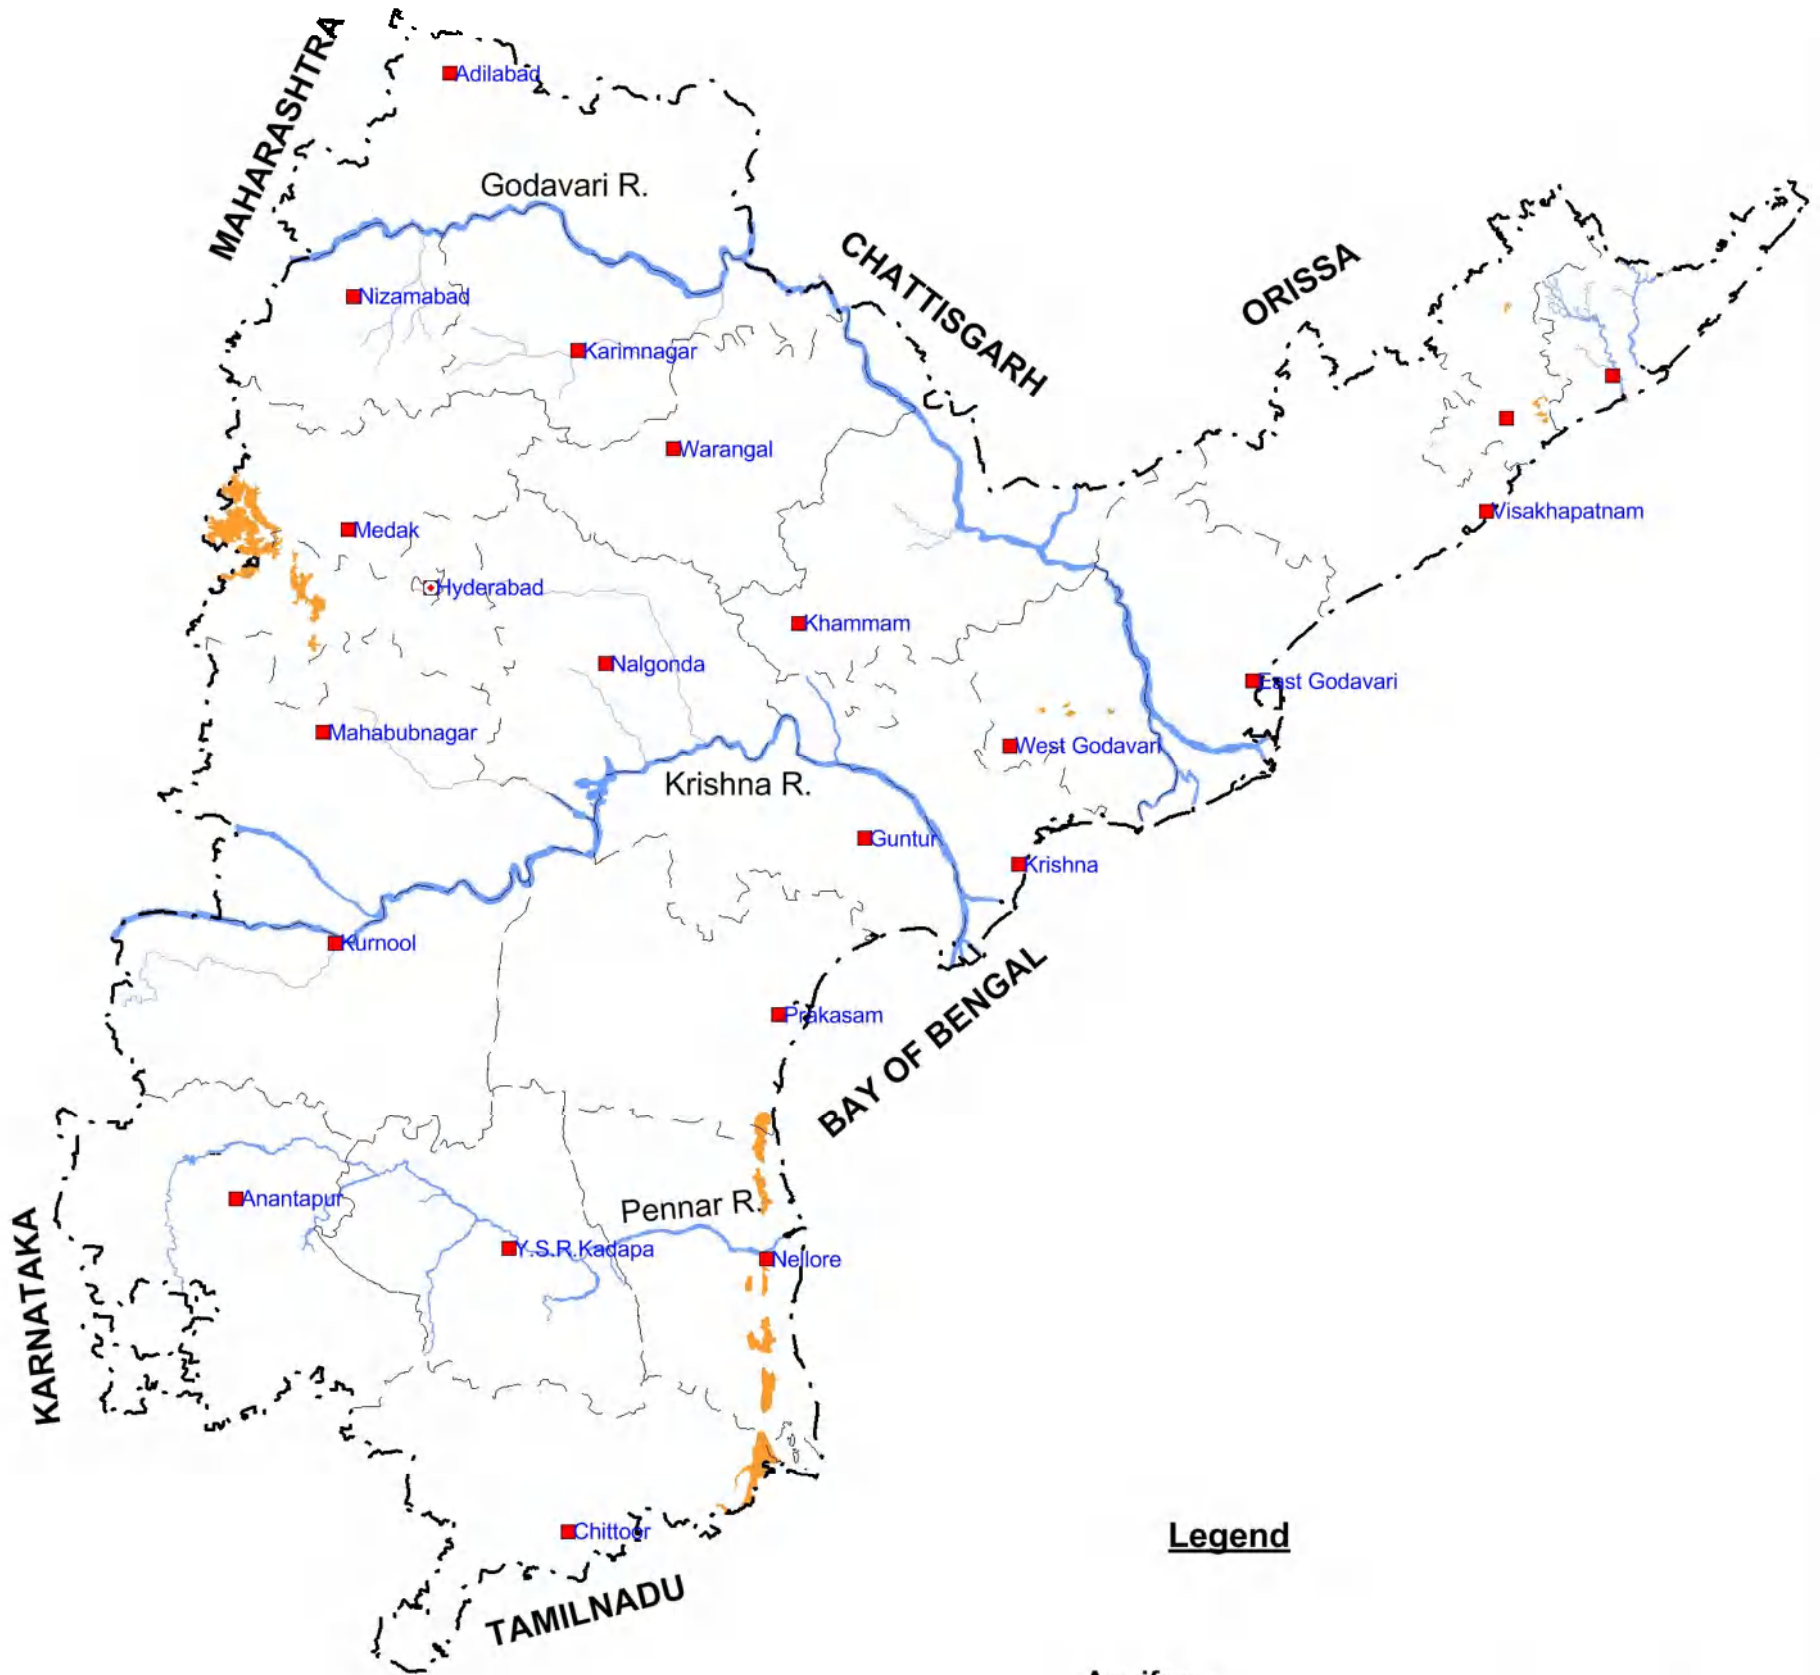 MAHARASHTRA
Adilabad
Godavari R.
CHATTISGARH
ORISSA
Nizamabad
Karimnagar
Warangal
Visakhapatnam
Medak
Hyderabad
Khammam
Nalgonda
East Godavari
Mahabubnagar
West Godavari
Krishna R.
Guntur
Krishna
Kurnool
Prakasam
BAY OF BENGAL
Anantapur
Pennar R.
Y.S.R.Kadapa
Nellore
KARNATAKA
Chittoor
Legend
TAMILNADU